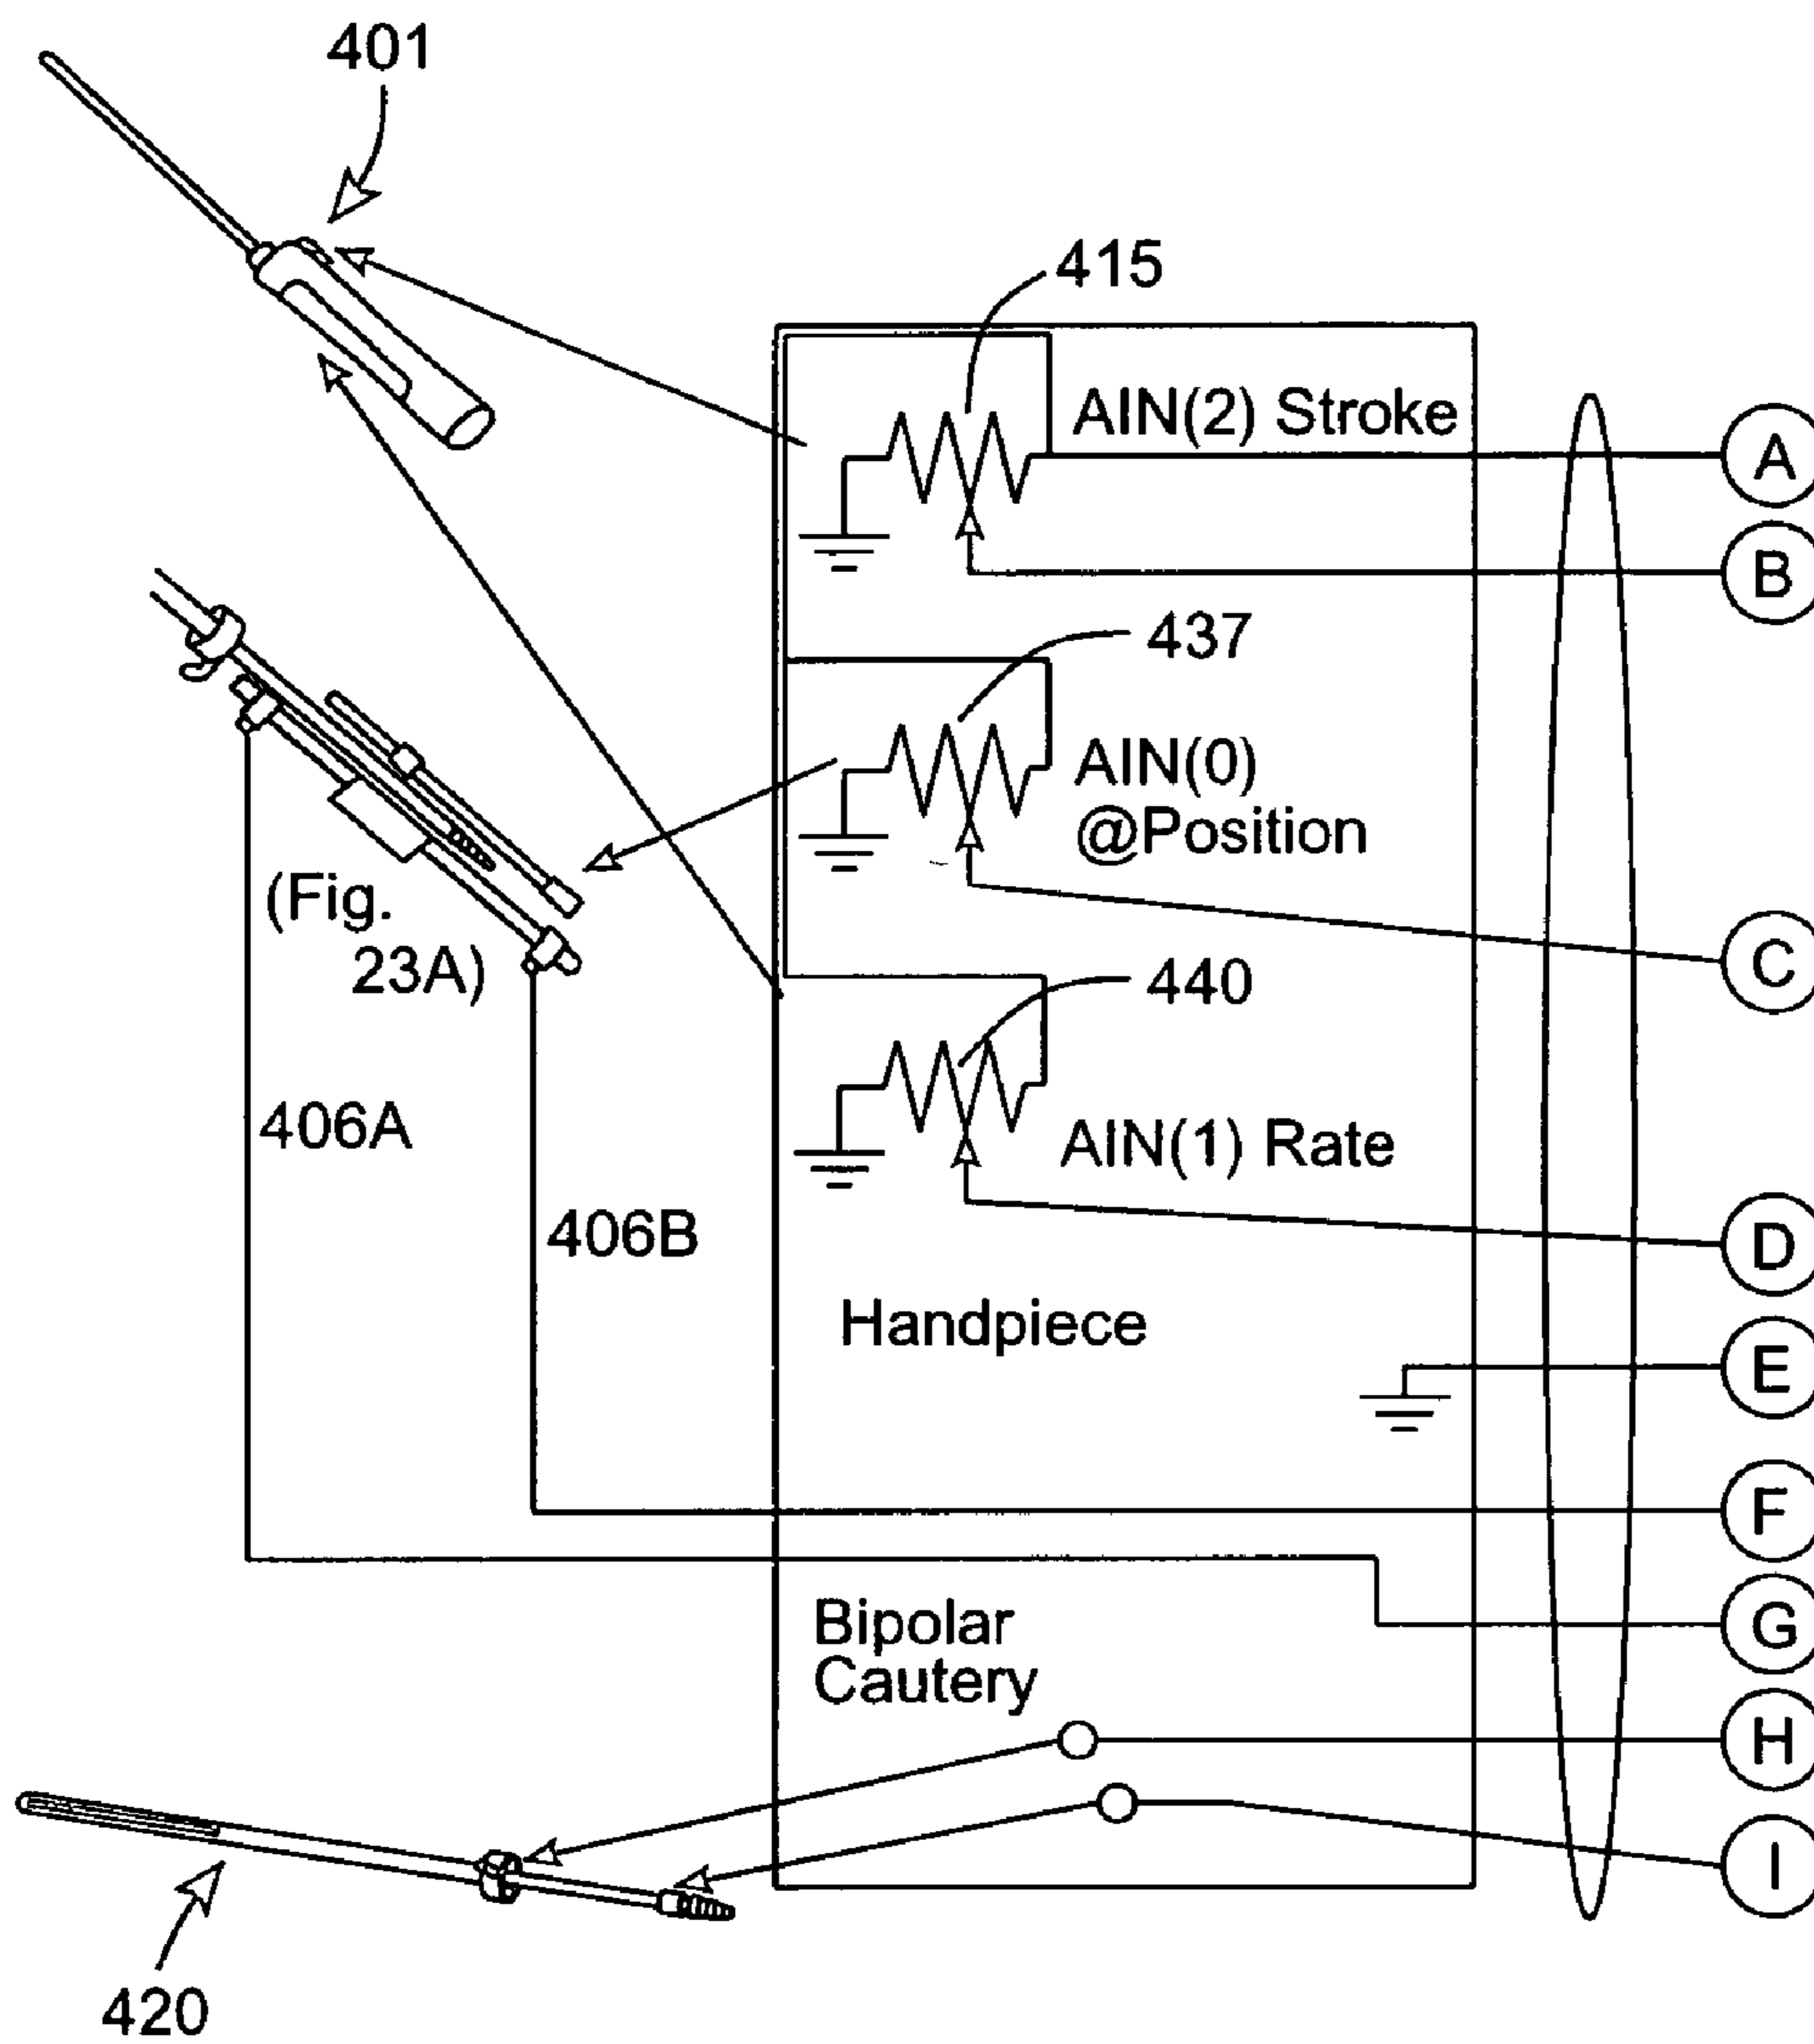 401
415
AIN(2) Stroke
A
B
437
AIN(0)
@Position
(Fig.
23A)
C
440
406A
AIN(1) Rate
406B
D
Handpiece
E
F
Bipolar
Cautery
G
H
I
420